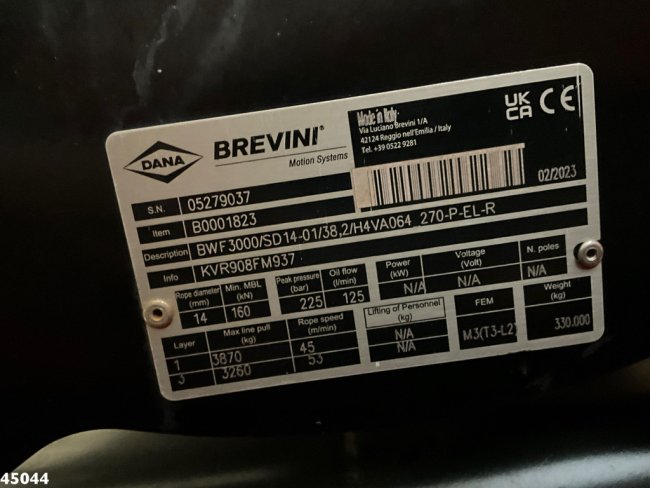 DANA
BREVINI®
Motion Systems
Made in Italy
Via Luciano Brevini 1/A
42124 Reggio nell'Emilia / Italy
Tel. +39 0522 9281
UK
CA CE
02/2023
S.N. 05279037
Item B0001823
Description BWF3000/SD14-01/38,2/H4VA064 270-P-EL-R
Info KVR908FM937
Rope diameter (mm) Min. MBL (kN) Peak pressure (bar) Oil flow (l/min) Power (kW) Voltage (Volt) N. poles
14 160 225 125 N/A N/A N/A
Layer Max line pull (kg) Rope speed (m/min) Lifting of Personnel (kg) FEM Weight (kg)
1 3870 45 N/A M3(T3-L2) 330.000
3 3260 53 N/A
45044